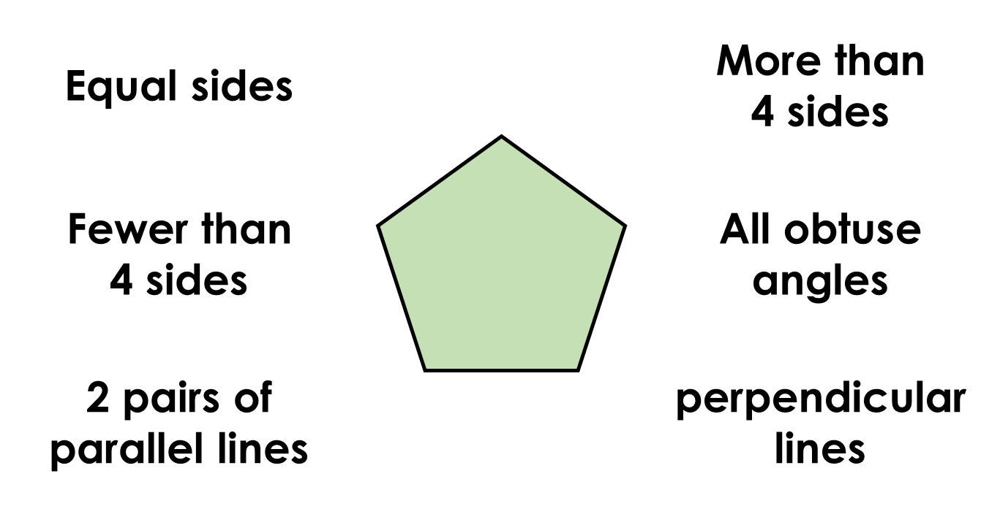 Equal sides
More than
4 sides
Fewer than
4 sides
All obtuse
angles
2 pairs of
parallel lines
perpendicular
lines